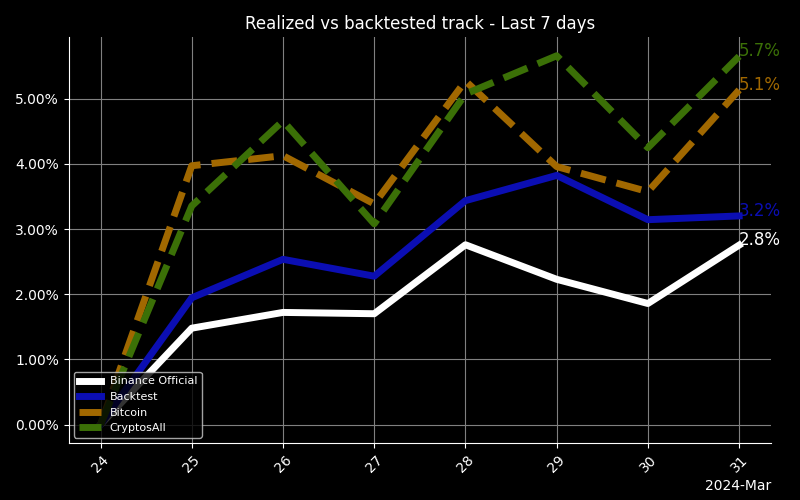 Realized vs backtested track - Last 7 days
5.7%
5.1%
3.2%
2.8%
5.00%
4.00%
3.00%
2.00%
1.00%
0.00%
Binance Official
Backtest
Bitcoin
CryptosAll
24 25 26 27 28 29 30 31
2024-Mar